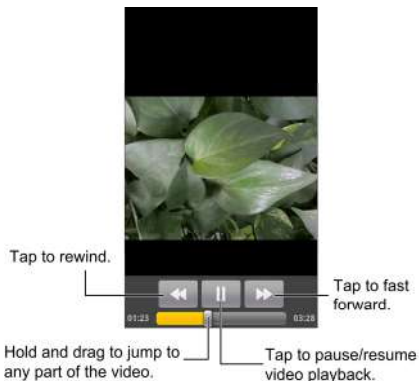 Tap to rewind.
Tap to fast
forward.
01:23
03:28
Hold and drag to jump to
any part of the video.
Tap to pause/resume
video playback.